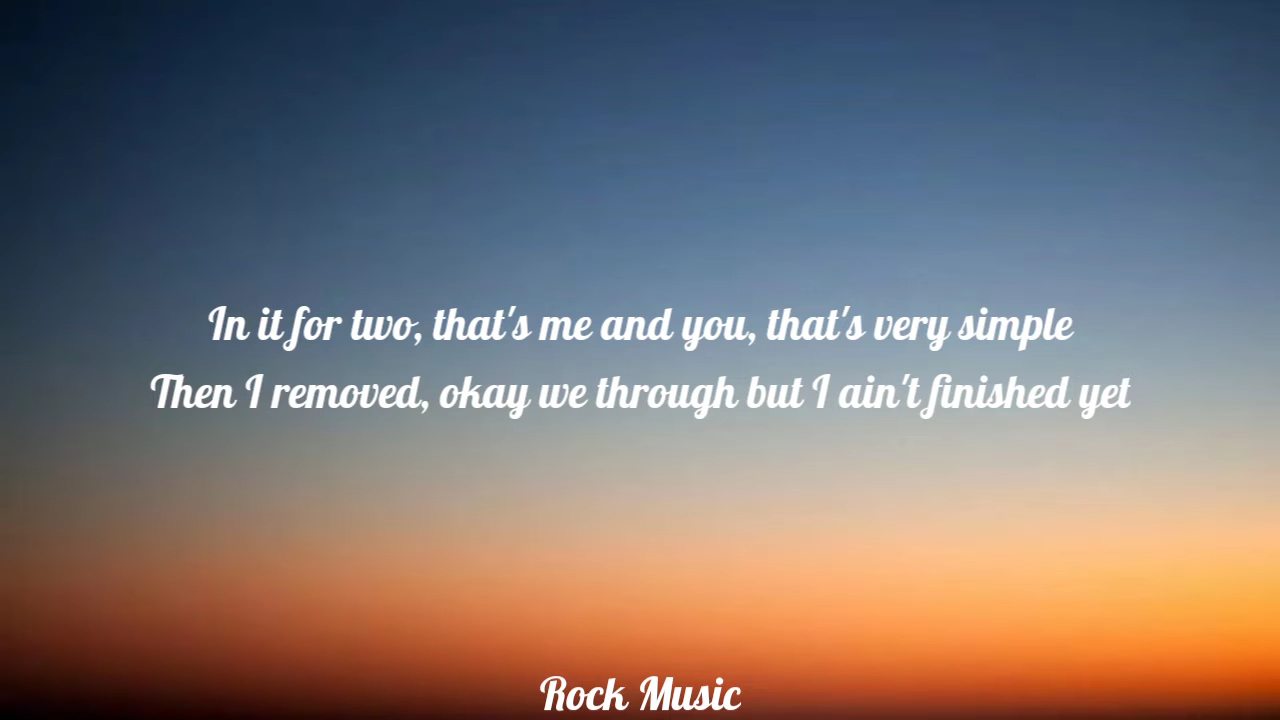 In it for two, that's me and you, that's very simple
Then I removed, okay we through but I ain't finished yet
Rock Music